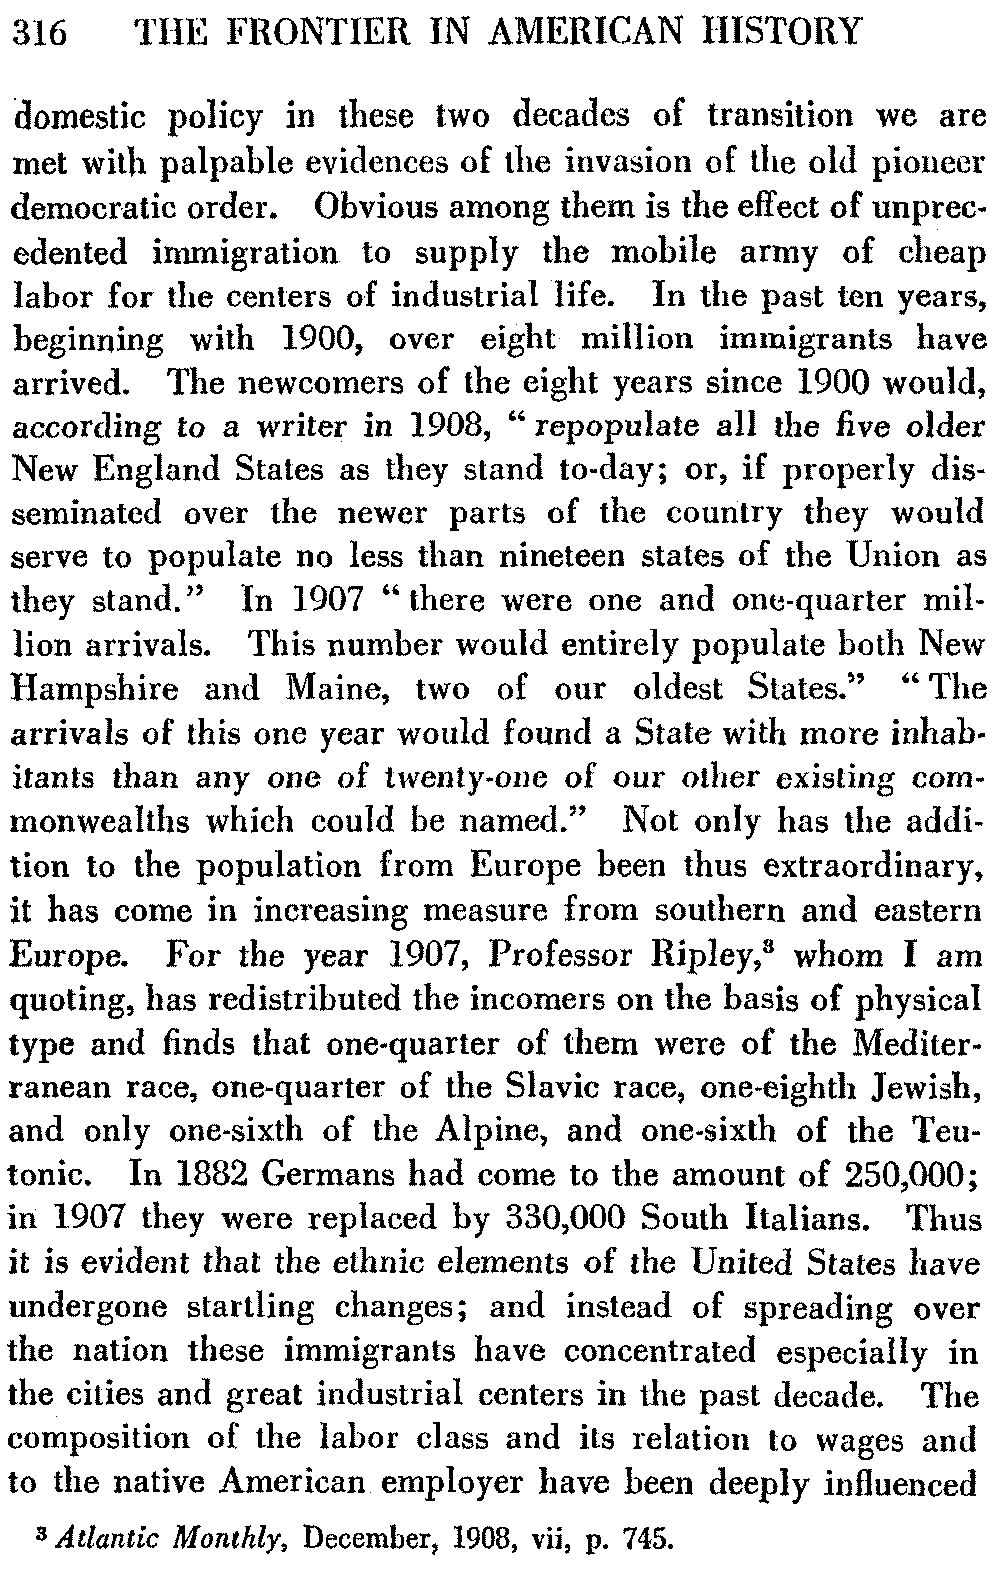 316 THE FRONTIER IN AMERICAN HISTORY
domestic policy in these two decades of transition we are
met with palpable evidences of the invasion of the old pioneer
democratic order. Obvious among them is the effect of unprec-
edented immigration to supply the mobile army of cheap
labor for the centers of industrial life. In the past ten years,
beginning with 1900, over eight million immigrants have
arrived. The newcomers of the eight years since 1900 would,
according to a writer in 1908, “ repopulate all the five older
New England States as they stand to-day; or, if properly dis-
seminated over the newer parts of the country they would
serve to populate no less than nineteen states of the Union as
they stand.” In 1907 “ there were one and one-quarter mil-
lion arrivals. This number would entirely populate both New
Hampshire and Maine, two of our oldest States.” “ The
arrivals of this one year would found a State with more inhab-
itants than any one of twenty-one of our other existing com-
monwealths which could be named.” Not only has the addi-
tion to the population from Europe been thus extraordinary,
it has come in increasing measure from southern and eastern
Europe. For the year 1907, Professor Ripley,³ whom I am
quoting, has redistributed the incomers on the basis of physical
type and finds that one-quarter of them were of the Mediter-
ranean race, one-quarter of the Slavic race, one-eighth Jewish,
and only one-sixth of the Alpine, and one-sixth of the Teu-
tonic. In 1882 Germans had come to the amount of 250,000;
in 1907 they were replaced by 330,000 South Italians. Thus
it is evident that the ethnic elements of the United States have
undergone startling changes; and instead of spreading over
the nation these immigrants have concentrated especially in
the cities and great industrial centers in the past decade. The
composition of the labor class and its relation to wages and
to the native American employer have been deeply influenced
³ Atlantic Monthly, December, 1908, vii, p. 745.